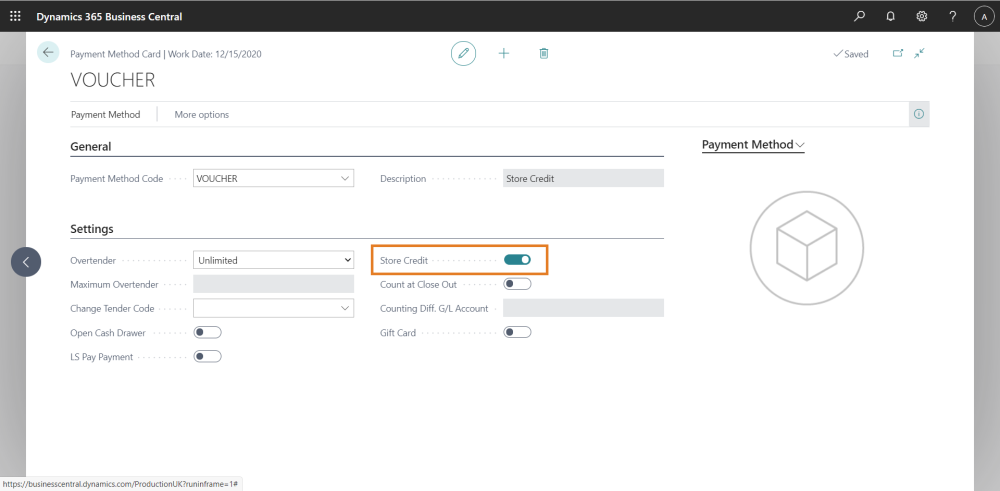 Dynamics 365 Business Central
A
Payment Method Card | Work Date: 12/15/2020
Saved
VOUCHER
Payment Method
More options
General
Payment Method
Payment Method Code
VOUCHER
Description
Store Credit
Settings
Overtender
Unlimited
Store Credit
Maximum Overtender
Count at Close Out
Change Tender Code
Counting Diff. G/L Account
Open Cash Drawer
Gift Card
LS Pay Payment
https://businesscentral.dynamics.com/ProductionUK?runinframe=1#